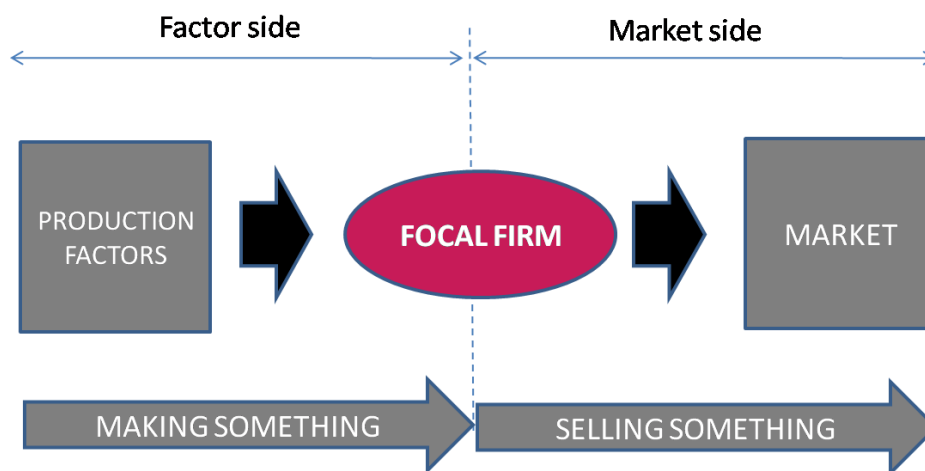 Factor side
Market side
PRODUCTION
FACTORS
FOCAL FIRM
MARKET
MAKING SOMETHING
SELLING SOMETHING